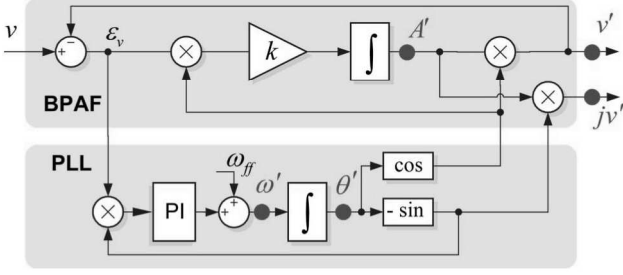 v
+
−
ε_v
×
k
∫
A'
×
v'
×
jv'
BPAF
PLL
ω_ff
cos
×
PI
+
+
ω'
∫
θ'
- sin